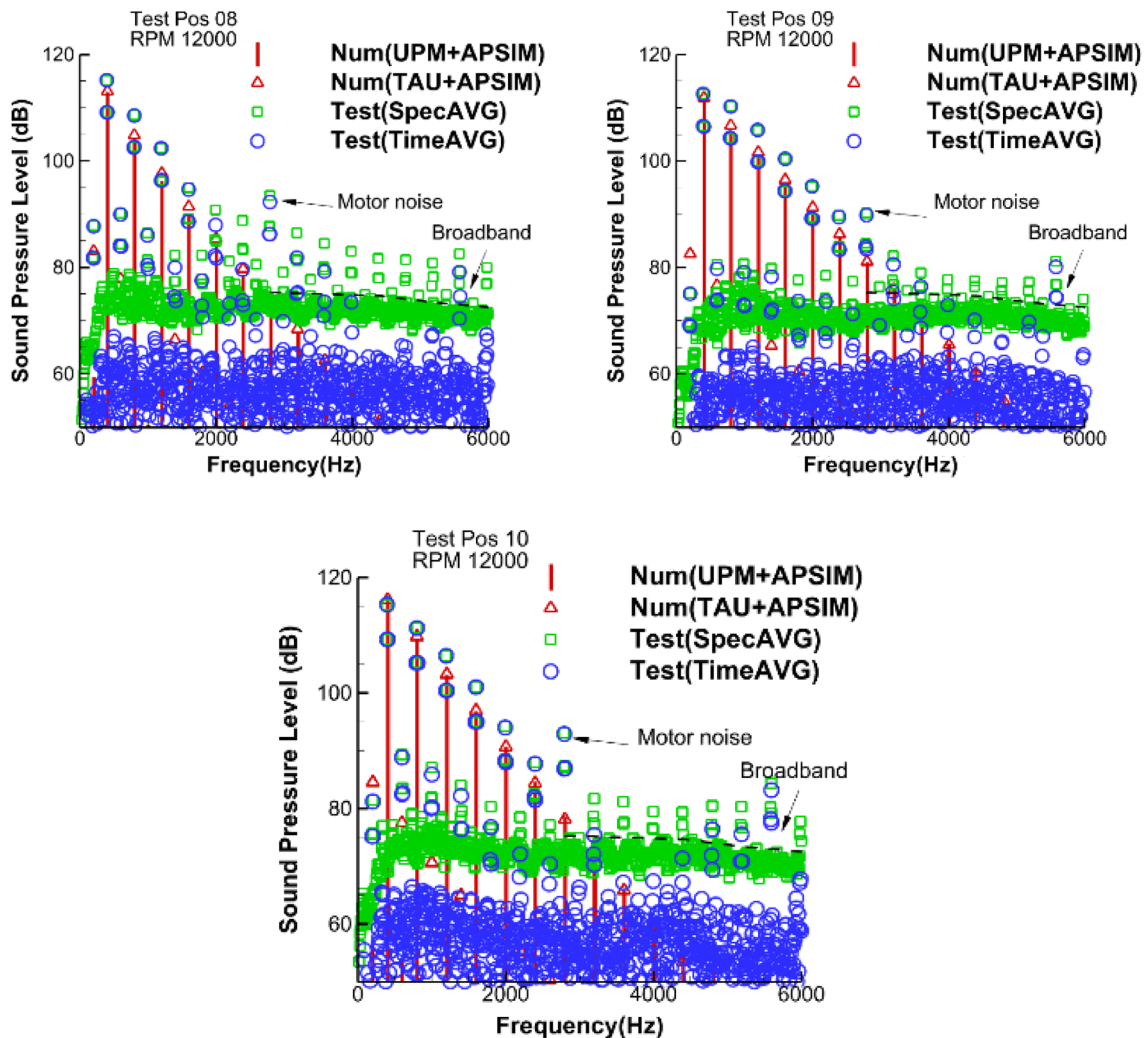 Test Pos 08
RPM 12000
Num(UPM+APSIM)
Num(TAU+APSIM)
Test(SpecAVG)
Test(TimeAVG)
Motor noise
Broadband
120
100
80
60
Sound Pressure Level (dB)
0
2000
4000
6000
Frequency(Hz)
Test Pos 09
RPM 12000
Num(UPM+APSIM)
Num(TAU+APSIM)
Test(SpecAVG)
Test(TimeAVG)
Motor noise
Broadband
120
100
80
60
Sound Pressure Level (dB)
0
2000
4000
6000
Frequency(Hz)
Test Pos 10
RPM 12000
Num(UPM+APSIM)
Num(TAU+APSIM)
Test(SpecAVG)
Test(TimeAVG)
Motor noise
Broadband
120
100
80
60
Sound Pressure Level (dB)
0
2000
4000
6000
Frequency(Hz)